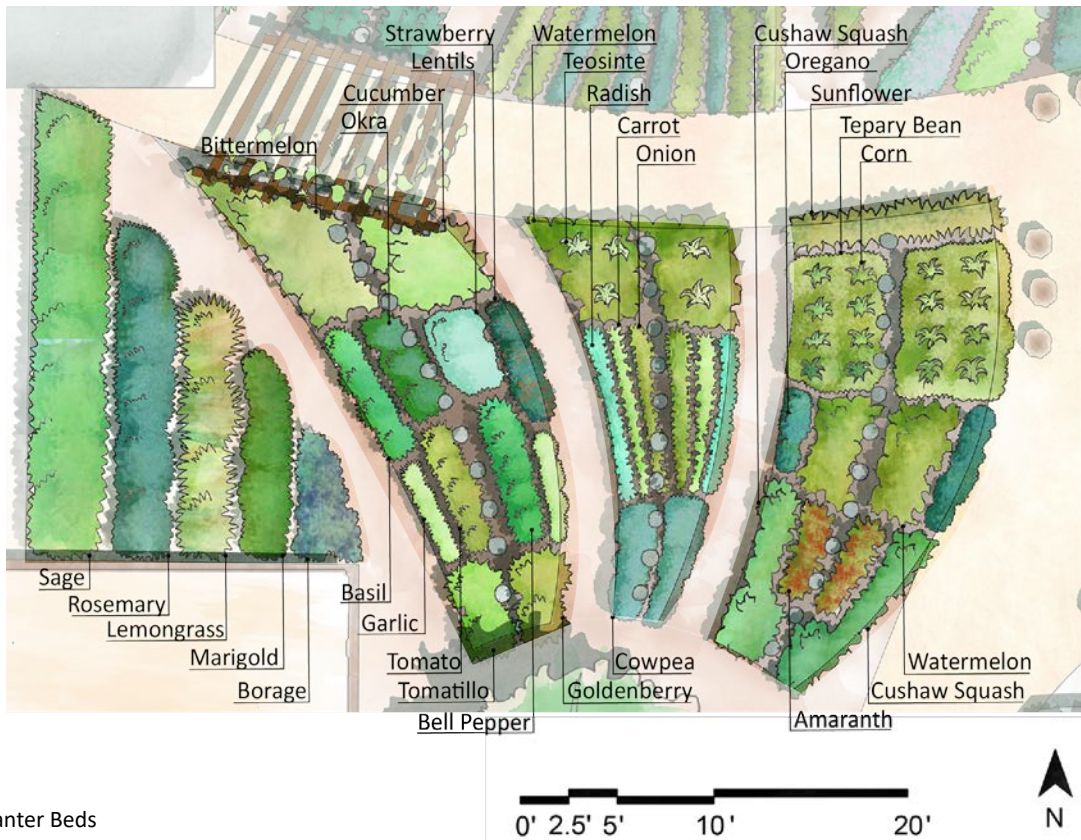 Strawberry
Watermelon
Cushaw Squash
Lentils
Teosinte
Oregano
Cucumber
Radish
Sunflower
Okra
Carrot
Tepary Bean
Bittermelon
Onion
Corn
Sage
Rosemary
Lemongrass
Marigold
Borage
Basil
Garlic
Tomato
Tomatillo
Bell Pepper
Cowpea
Goldenberry
Watermelon
Cushaw Squash
Amaranth
anter Beds
0' 2.5' 5' 10' 20'
N